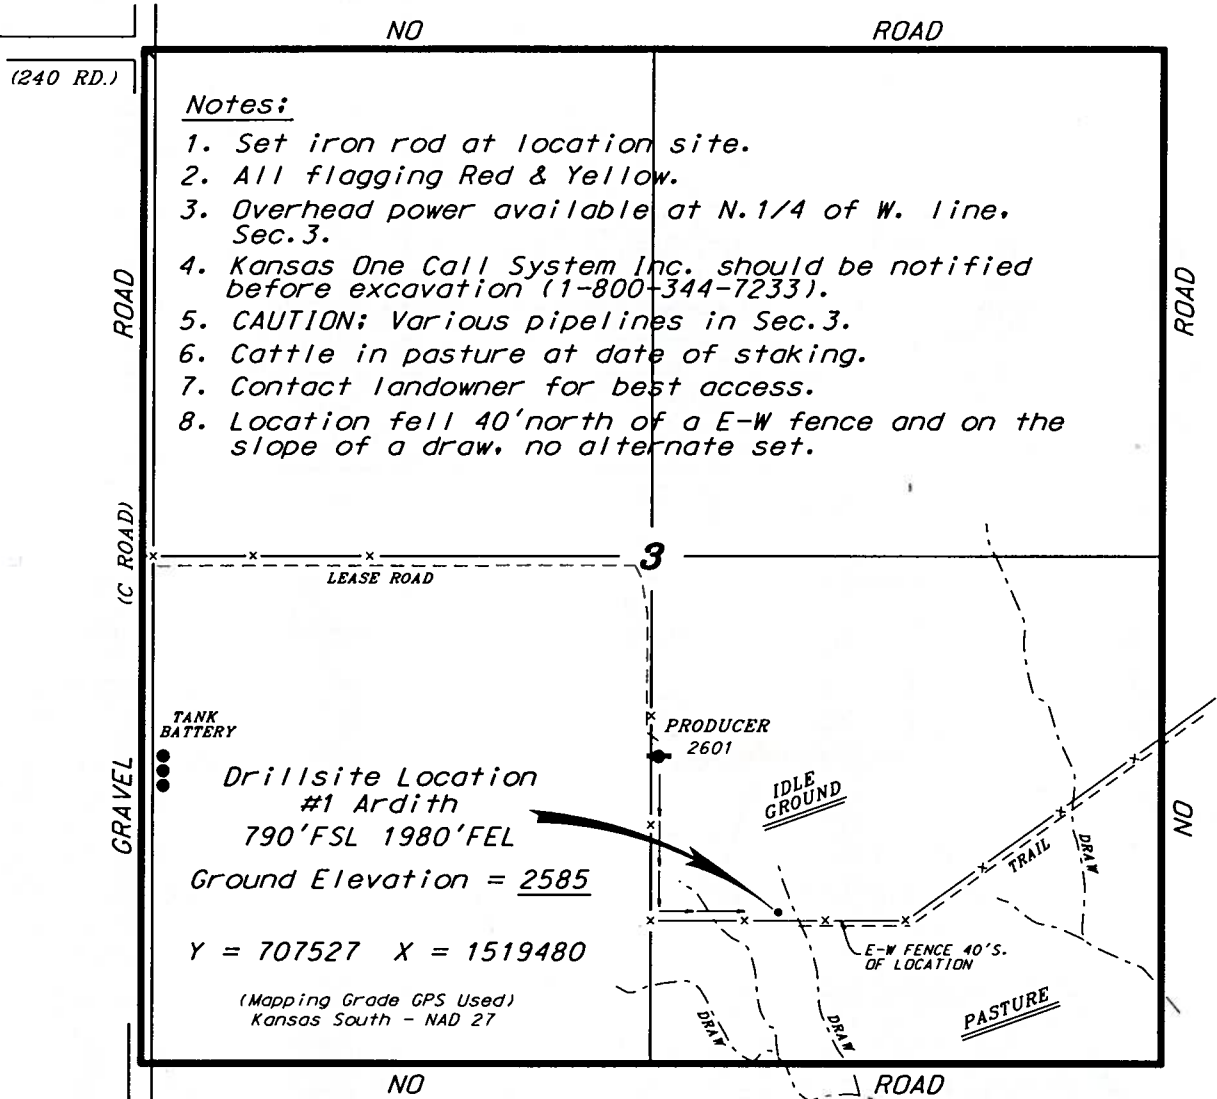 NO ROAD
(240 RD.)
Notes:
1. Set iron rod at location site.
2. All flagging Red & Yellow.
3. Overhead power available at N.1/4 of W. line,
Sec.3.
4. Kansas One Call System Inc. should be notified
before excavation (1-800-344-7233).
5. CAUTION: Various pipelines in Sec.3.
6. Cattle in pasture at date of staking.
7. Contact landowner for best access.
8. Location fell 40' north of a E-W fence and on the
slope of a draw, no alternate set.
ROAD
ROAD
(C ROAD)
3
LEASE ROAD
TANK
BATTERY
PRODUCER
2601
GRAVEL
NO
Drillsite Location
#1 Ardith
790'FSL 1980'FEL
IDLE
GROUND
TRAIL
DRAW
Ground Elevation = 2585
Y = 707527 X = 1519480
E-W FENCE 40'S.
OF LOCATION
(Mapping Grade GPS Used)
Kansas South - NAD 27
DRAW
DRAW
PASTURE
NO ROAD